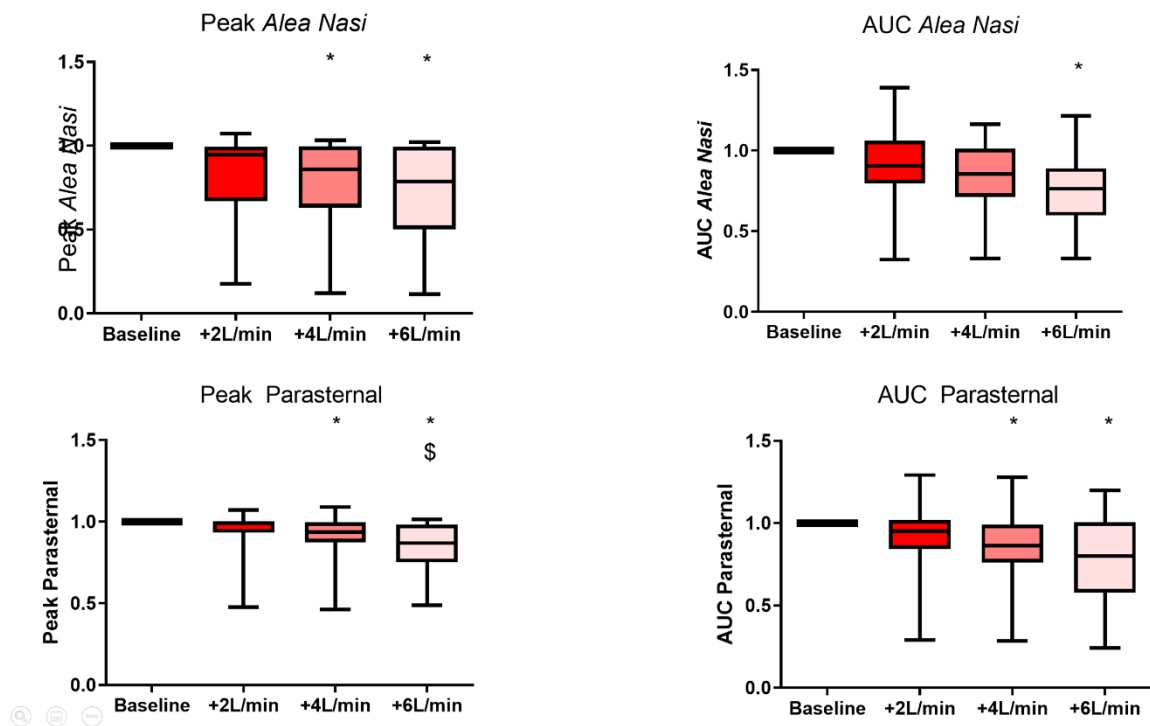 Peak Alea Nasi
*
*
1.5
1.0
0.5
0.0
Peak Alea Nasi
Baseline
+2L/min
+4L/min
+6L/min
AUC Alea Nasi
*
1.5
1.0
0.5
0.0
AUC Alea Nasi
Baseline
+2L/min
+4L/min
+6L/min
Peak Parasternal
*
*
$
1.5
1.0
0.5
0.0
Peak Parasternal
Baseline
+2L/min
+4L/min
+6L/min
AUC Parasternal
*
*
1.5
1.0
0.5
0.0
AUC Parasternal
Baseline
+2L/min
+4L/min
+6L/min